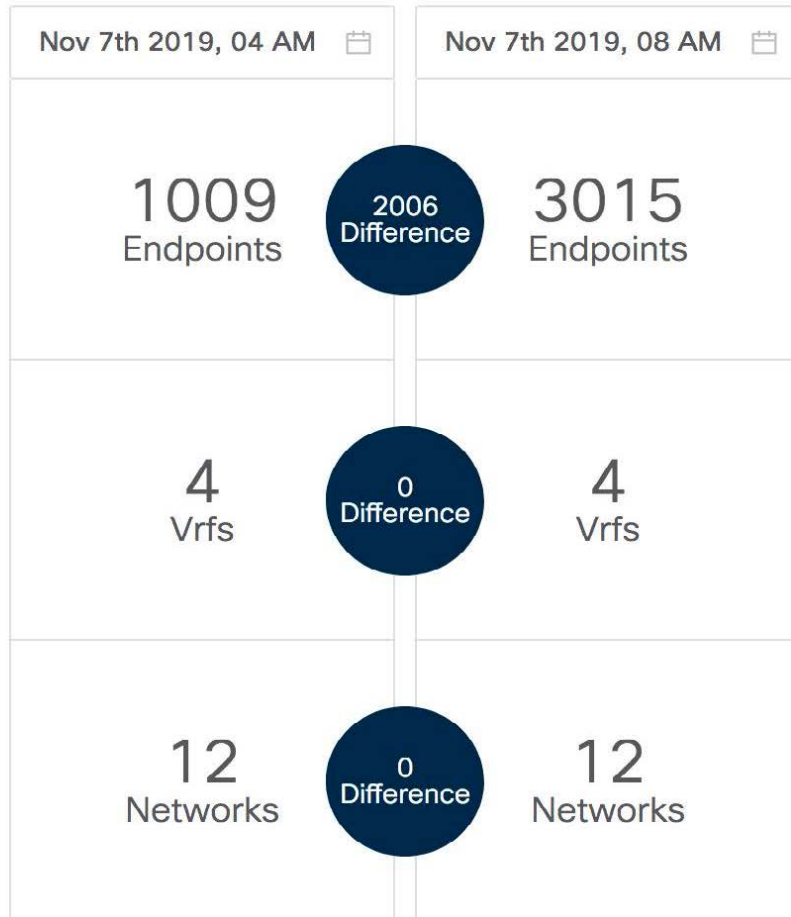 Nov 7th 2019, 04 AM
Nov 7th 2019, 08 AM
1009
Endpoints
2006
Difference
3015
Endpoints
4
Vrfs
0
Difference
4
Vrfs
12
Networks
0
Difference
12
Networks